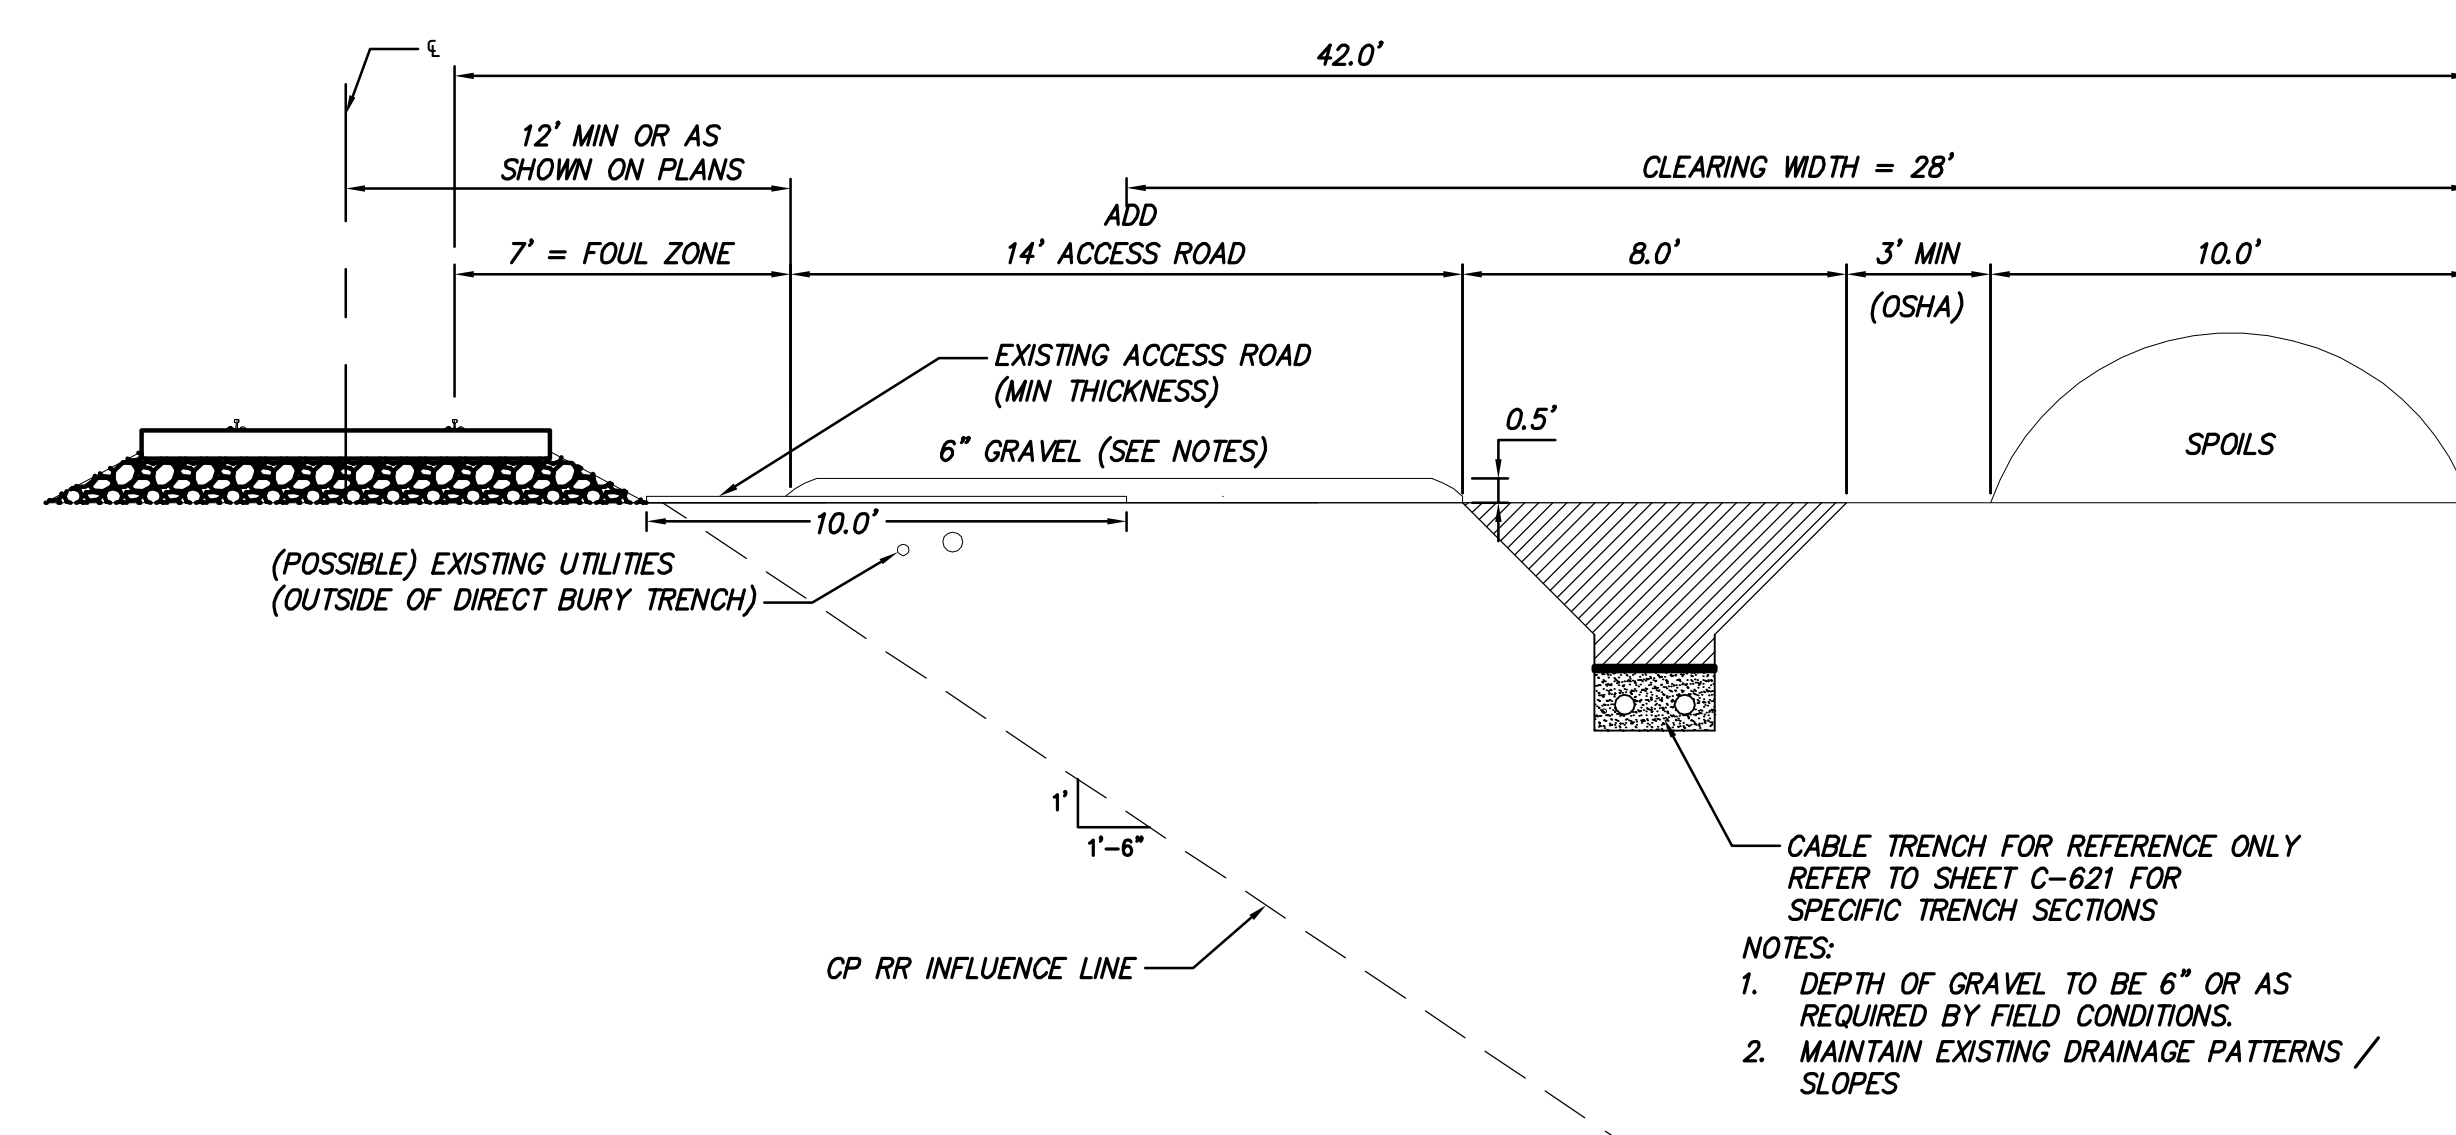 ℄
42.0'
12' MIN OR AS
SHOWN ON PLANS
CLEARING WIDTH = 28'
ADD
7' = FOUL ZONE
14' ACCESS ROAD
8.0'
3' MIN
10.0'
(OSHA)
EXISTING ACCESS ROAD
(MIN THICKNESS)
0.5'
6" GRAVEL (SEE NOTES)
SPOILS
10.0'
(POSSIBLE) EXISTING UTILITIES
(OUTSIDE OF DIRECT BURY TRENCH)
1'
1'-6"
CABLE TRENCH FOR REFERENCE ONLY
REFER TO SHEET C-621 FOR
SPECIFIC TRENCH SECTIONS
CP RR INFLUENCE LINE
NOTES:
1. DEPTH OF GRAVEL TO BE 6" OR AS
REQUIRED BY FIELD CONDITIONS.
2. MAINTAIN EXISTING DRAINAGE PATTERNS /
SLOPES